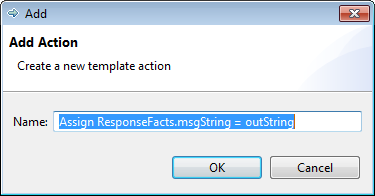 Add
Add Action
Create a new template action
Name: Assign ResponseFacts.msgString = outString
OK Cancel